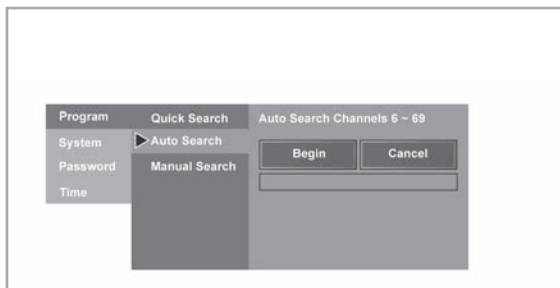 Program
System
Password
Time
Quick Search
Auto Search
Manual Search
Auto Search Channels 6 ~ 69
Begin
Cancel